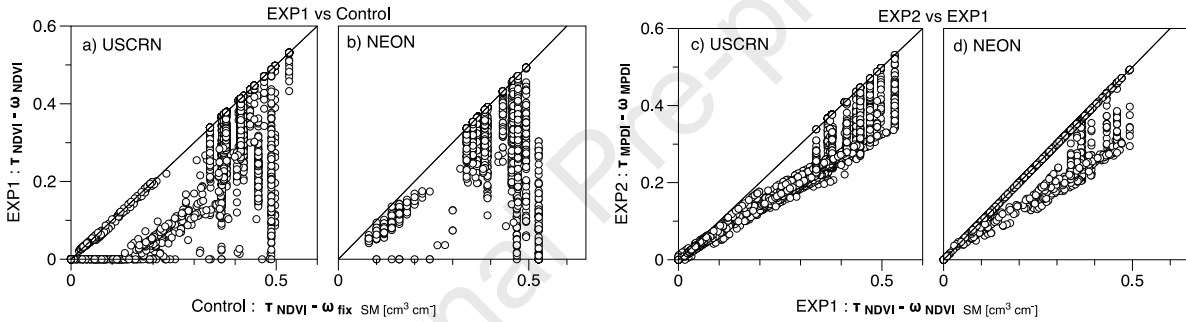 EXP1 vs Control
EXP2 vs EXP1
0.6
a) USCRN
b) NEON
0.4
0.2
0
0
0.5
0
0.5
EXP1 : τ NDVI - ω NDVI
Control : τ NDVI - ω fix SM [cm³ cm⁻]
0.6
c) USCRN
d) NEON
0.4
0.2
0
0
0.5
0
0.5
EXP2 : τ MPDI - ω MPDI
EXP1 : τ NDVI - ω NDVI SM [cm³ cm⁻]
nal Pre-p